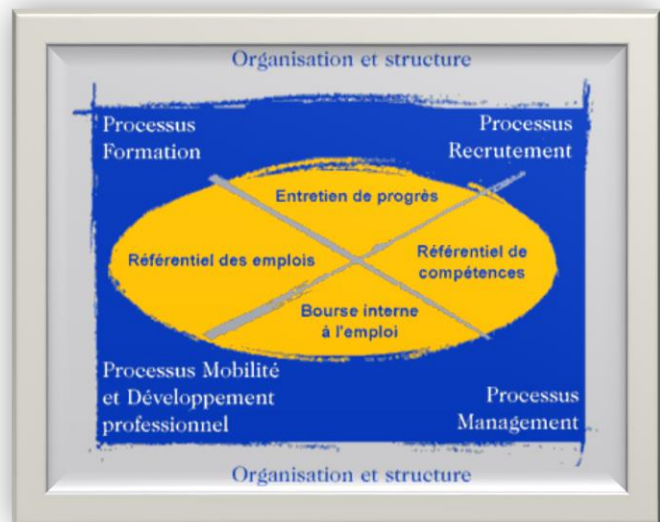 Organisation et structure
Processus
Formation
Processus
Recrutement
Entretien de progrès
Référentiel des emplois
Référentiel de
compétences
Bourse interne
à l'emploi
Processus Mobilité
et Développement
professionnel
Processus
Management
Organisation et structure